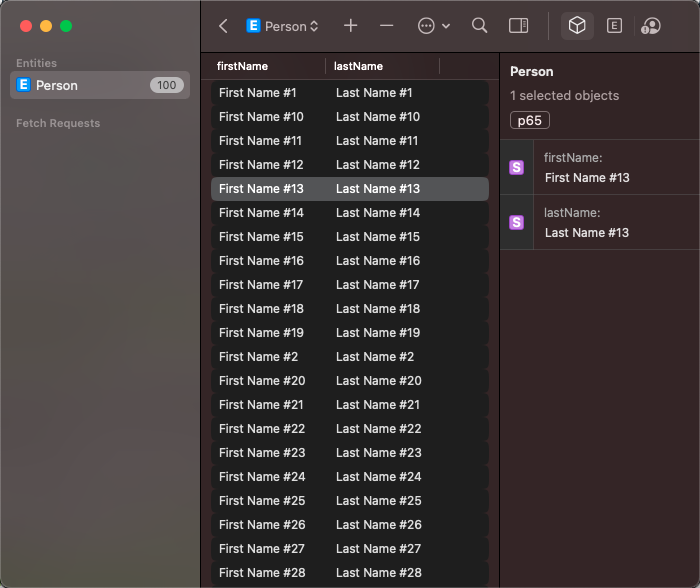 Entities
E Person 100
Fetch Requests
E Person
E
firstName lastName
First Name #1 Last Name #1
First Name #10 Last Name #10
First Name #11 Last Name #11
First Name #12 Last Name #12
First Name #13 Last Name #13
First Name #14 Last Name #14
First Name #15 Last Name #15
First Name #16 Last Name #16
First Name #17 Last Name #17
First Name #18 Last Name #18
First Name #19 Last Name #19
First Name #2 Last Name #2
First Name #20 Last Name #20
First Name #21 Last Name #21
First Name #22 Last Name #22
First Name #23 Last Name #23
First Name #24 Last Name #24
First Name #25 Last Name #25
First Name #26 Last Name #26
First Name #27 Last Name #27
First Name #28 Last Name #28
Person
1 selected objects
p65
S firstName:
First Name #13
S lastName:
Last Name #13